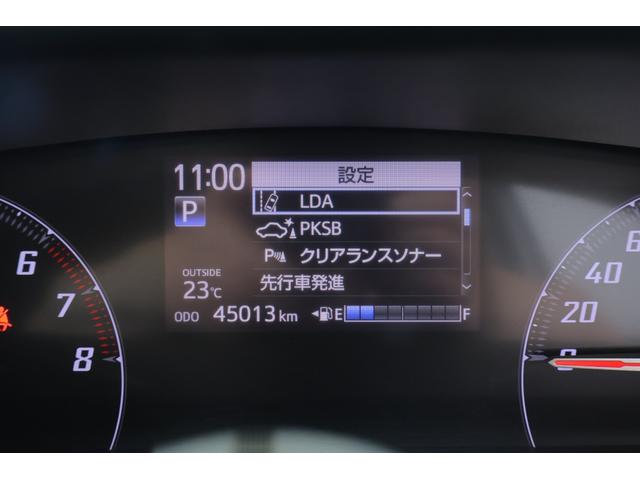 11:00
設定
LDA
P
PKSB
P クリアランスソナー
先行車発進
OUTSIDE
23℃
ODO 45013 km
E F
6
7
8
60
40
20
0